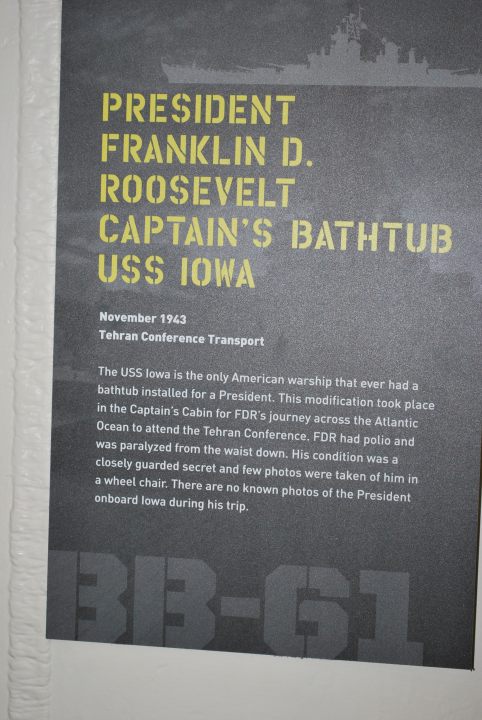 PRESIDENT
FRANKLIN D.
ROOSEVELT
CAPTAIN'S BATHTUB
USS IOWA
November 1943
Tehran Conference Transport
The USS Iowa is the only American warship that ever had a
bathtub installed for a President. This modification took place
in the Captain's Cabin for FDR's journey across the Atlantic
Ocean to attend the Tehran Conference. FDR had polio and
was paralyzed from the waist down. His condition was a
closely guarded secret and few photos were taken of him in
a wheel chair. There are no known photos of the President
onboard Iowa during his trip.
BB-61